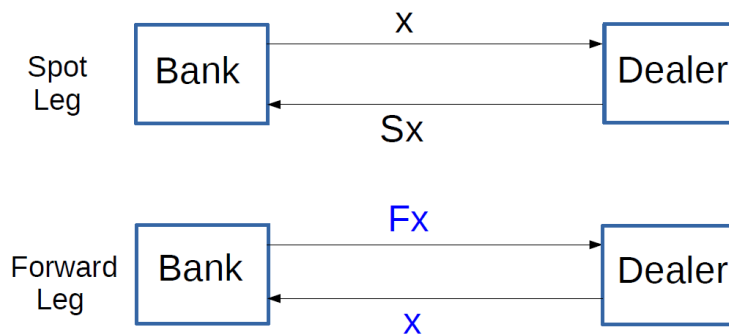 x
Spot
Leg
Bank
Dealer
Sx
Fx
Forward
Leg
Bank
Dealer
x